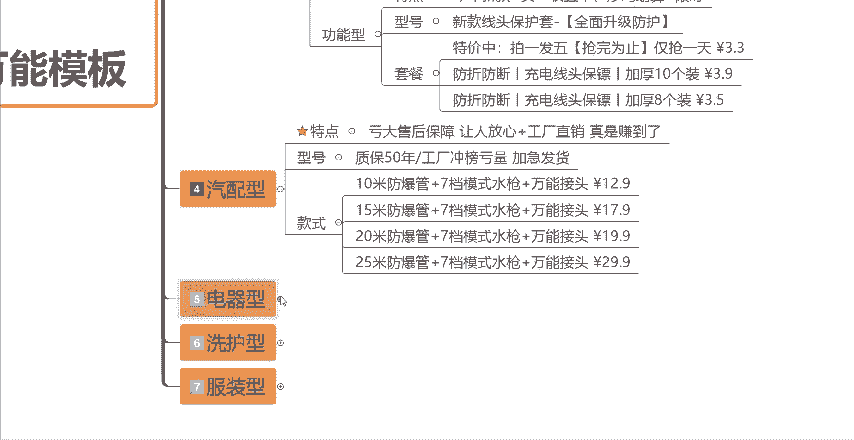 功能型
型号
新款线头保护套-【全面升级防护】
特价中：拍一发五【抢完为止】仅抢一天 ¥3.3
套餐
防折防断丨充电线头保镖丨加厚10个装 ¥3.9
防折防断丨充电线头保镖丨加厚8个装 ¥3.5
万能模板
4 汽配型
特点
亏大售后保障 让人放心+工厂直销 真是赚到了
型号
质保50年/工厂冲榜亏量 加急发货
款式
10米防爆管+7档模式水枪+万能接头 ¥12.9
15米防爆管+7档模式水枪+万能接头 ¥17.9
20米防爆管+7档模式水枪+万能接头 ¥19.9
25米防爆管+7档模式水枪+万能接头 ¥29.9
5 电器型
6 洗护型
7 服装型